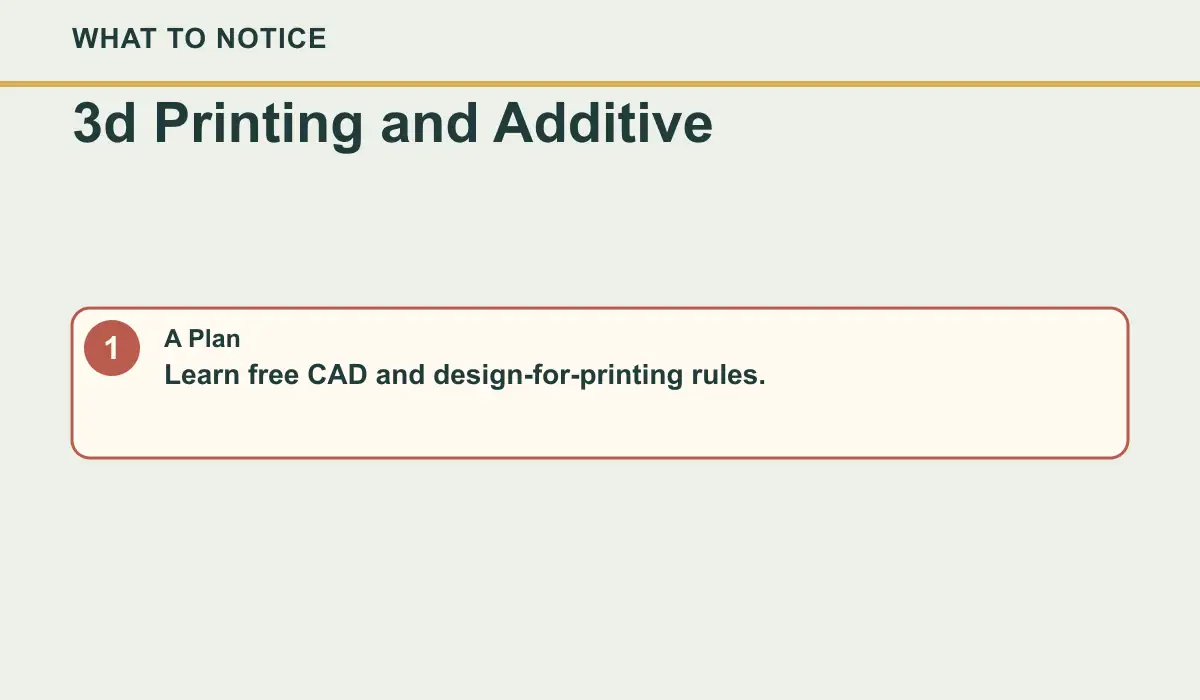 WHAT TO NOTICE
3d Printing and Additive
1
A Plan
Learn free CAD and design-for-printing rules.